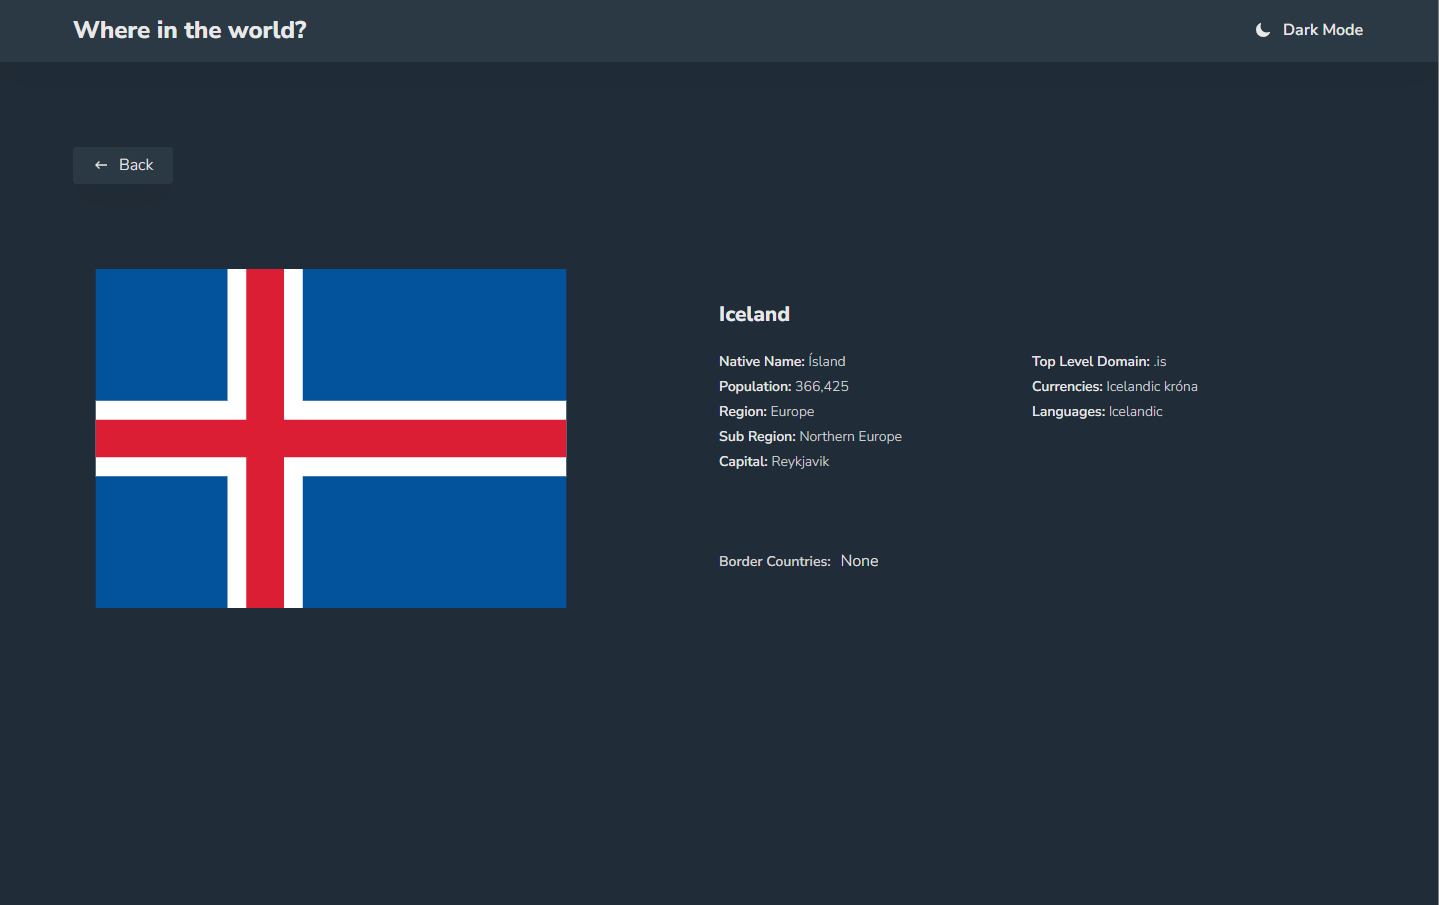 Where in the world?
Dark Mode
Back
Iceland
Native Name: Ísland
Population: 366,425
Region: Europe
Sub Region: Northern Europe
Capital: Reykjavik
Top Level Domain: .is
Currencies: Icelandic króna
Languages: Icelandic
Border Countries: None